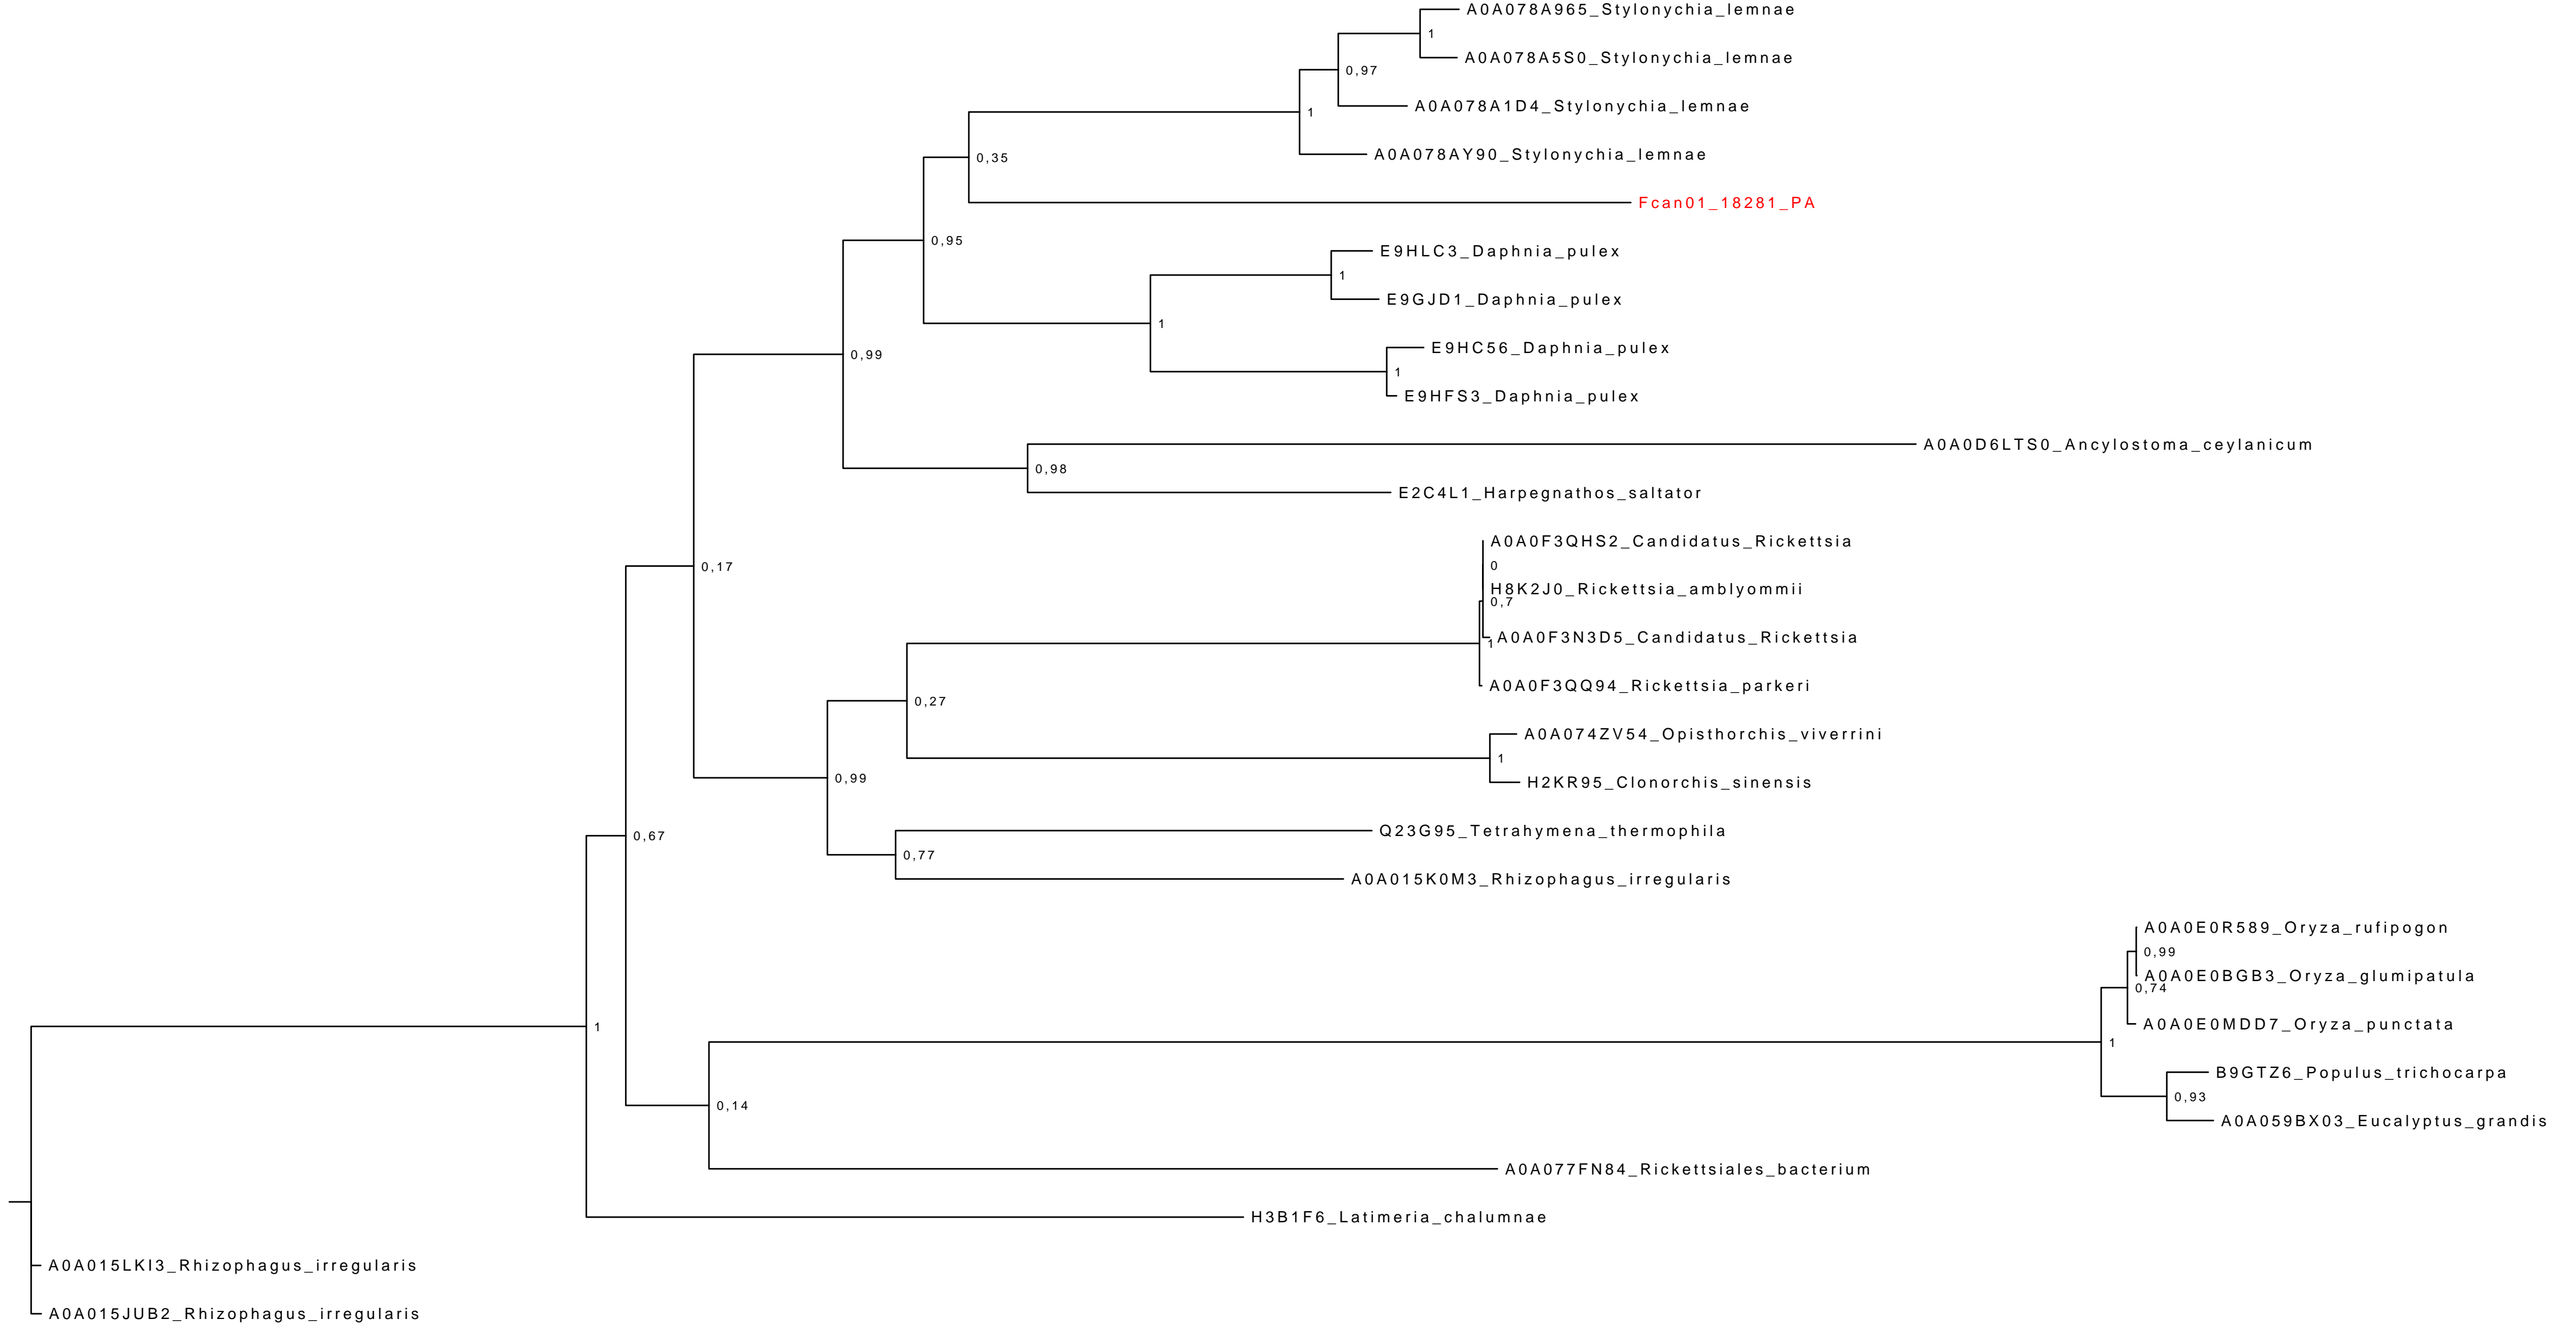 A0A078A965_Stylonychia_lemnae
1
A0A078A5S0_Stylonychia_lemnae
0,97
A0A078A1D4_Stylonychia_lemnae
1
A0A078AY90_Stylonychia_lemnae
0,35
Fcan01_18281_PA
0,95
E9HLC3_Daphnia_pulex
1
E9GJD1_Daphnia_pulex
1
E9HC56_Daphnia_pulex
0,99
1
E9HFS3_Daphnia_pulex
A0A0D6LTS0_Ancylostoma_ceylanicum
0,98
E2C4L1_Harpegnathos_saltator
A0A0F3QHS2_Candidatus_Rickettsia
0
0,17
H8K2J0_Rickettsia_amblyommii
0,7
A0A0F3N3D5_Candidatus_Rickettsia
1
A0A0F3QQ94_Rickettsia_parkeri
0,27
A0A074ZV54_Opisthorchis_viverrini
1
0,99
H2KR95_Clonorchis_sinensis
Q23G95_Tetrahymena_thermophila
0,67
0,77
A0A015K0M3_Rhizophagus_irregularis
A0A0E0R589_Oryza_rufipogon
0,99
A0A0E0BGB3_Oryza_glumipatula
0,74
A0A0E0MDD7_Oryza_punctata
1
1
B9GTZ6_Populus_trichocarpa
0,93
0,14
A0A059BX03_Eucalyptus_grandis
A0A077FN84_Rickettsiales_bacterium
H3B1F6_Latimeria_chalumnae
A0A015LKI3_Rhizophagus_irregularis
A0A015JUB2_Rhizophagus_irregularis